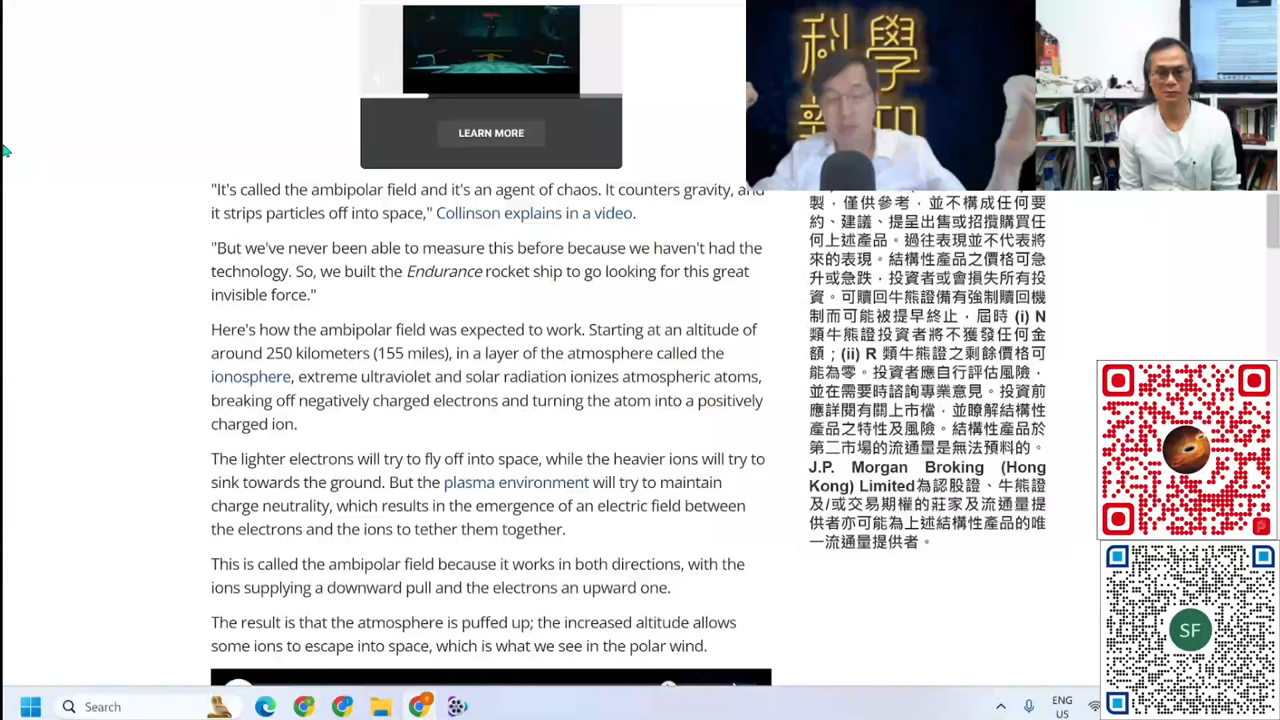 LEARN MORE
"It's called the ambipolar field and it's an agent of chaos. It counters gravity, and
it strips particles off into space," Collinson explains in a video.
"But we've never been able to measure this before because we haven't had the
technology. So, we built the Endurance rocket ship to go looking for this great
invisible force."
Here's how the ambipolar field was expected to work. Starting at an altitude of
around 250 kilometers (155 miles), in a layer of the atmosphere called the
ionosphere, extreme ultraviolet and solar radiation ionizes atmospheric atoms,
breaking off negatively charged electrons and turning the atom into a positively
charged ion.
The lighter electrons will try to fly off into space, while the heavier ions will try to
sink towards the ground. But the plasma environment will try to maintain
charge neutrality, which results in the emergence of an electric field between
the electrons and the ions to tether them together.
This is called the ambipolar field because it works in both directions, with the
ions supplying a downward pull and the electrons an upward one.
The result is that the atmosphere is puffed up; the increased altitude allows
some ions to escape into space, which is what we see in the polar wind.
科學
製，僅供參考，並不構成任何要
約、建議、提呈出售或招攬購買任
何上述產品。過往表現並不代表將
來的表現。結構性產品之價格可急
升或急跌，投資者或會損失所有投
資。可贖回牛熊證備有強制贖回機
制而可能被提早終止，屆時 (i) N
類牛熊證投資者將不獲發任何金
額；(ii) R 類牛熊證之剩餘價格可
能為零。投資者應自行評估風險，
並在需要時諮詢專業意見。投資前
應詳閱有關上市檔，並瞭解結構性
產品之特性及風險。結構性產品於
第二市場的流通量是無法預料的。
J.P. Morgan Broking (Hong
Kong) Limited為認股證、牛熊證
及/或交易期權的莊家及流通量提
供者亦可能為上述結構性產品的唯
一流通量提供者。
SF
Search
ENG
US